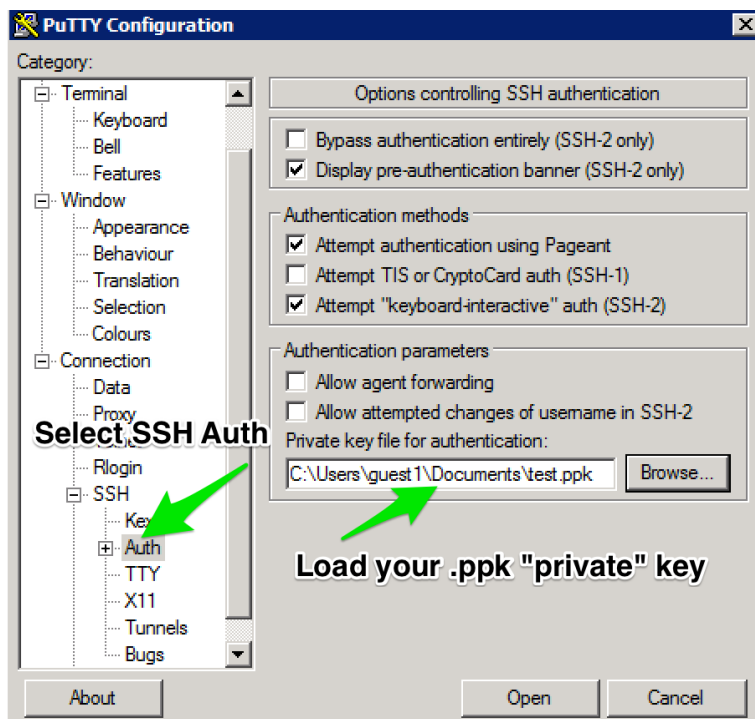 PuTTY Configuration
Category:
Terminal
Keyboard
Bell
Features
Window
Appearance
Behaviour
Translation
Selection
Colours
Connection
Data
Proxy
Select SSH Auth
Rlogin
SSH
Kex
Auth
TTY
X11
Tunnels
Bugs
Options controlling SSH authentication
Bypass authentication entirely (SSH-2 only)
Display pre-authentication banner (SSH-2 only)
Authentication methods
Attempt authentication using Pageant
Attempt TIS or CryptoCard auth (SSH-1)
Attempt "keyboard-interactive" auth (SSH-2)
Authentication parameters
Allow agent forwarding
Allow attempted changes of username in SSH-2
Private key file for authentication:
C:\Users\guest1\Documents\test.ppk
Browse...
Load your .ppk "private" key
About
Open
Cancel